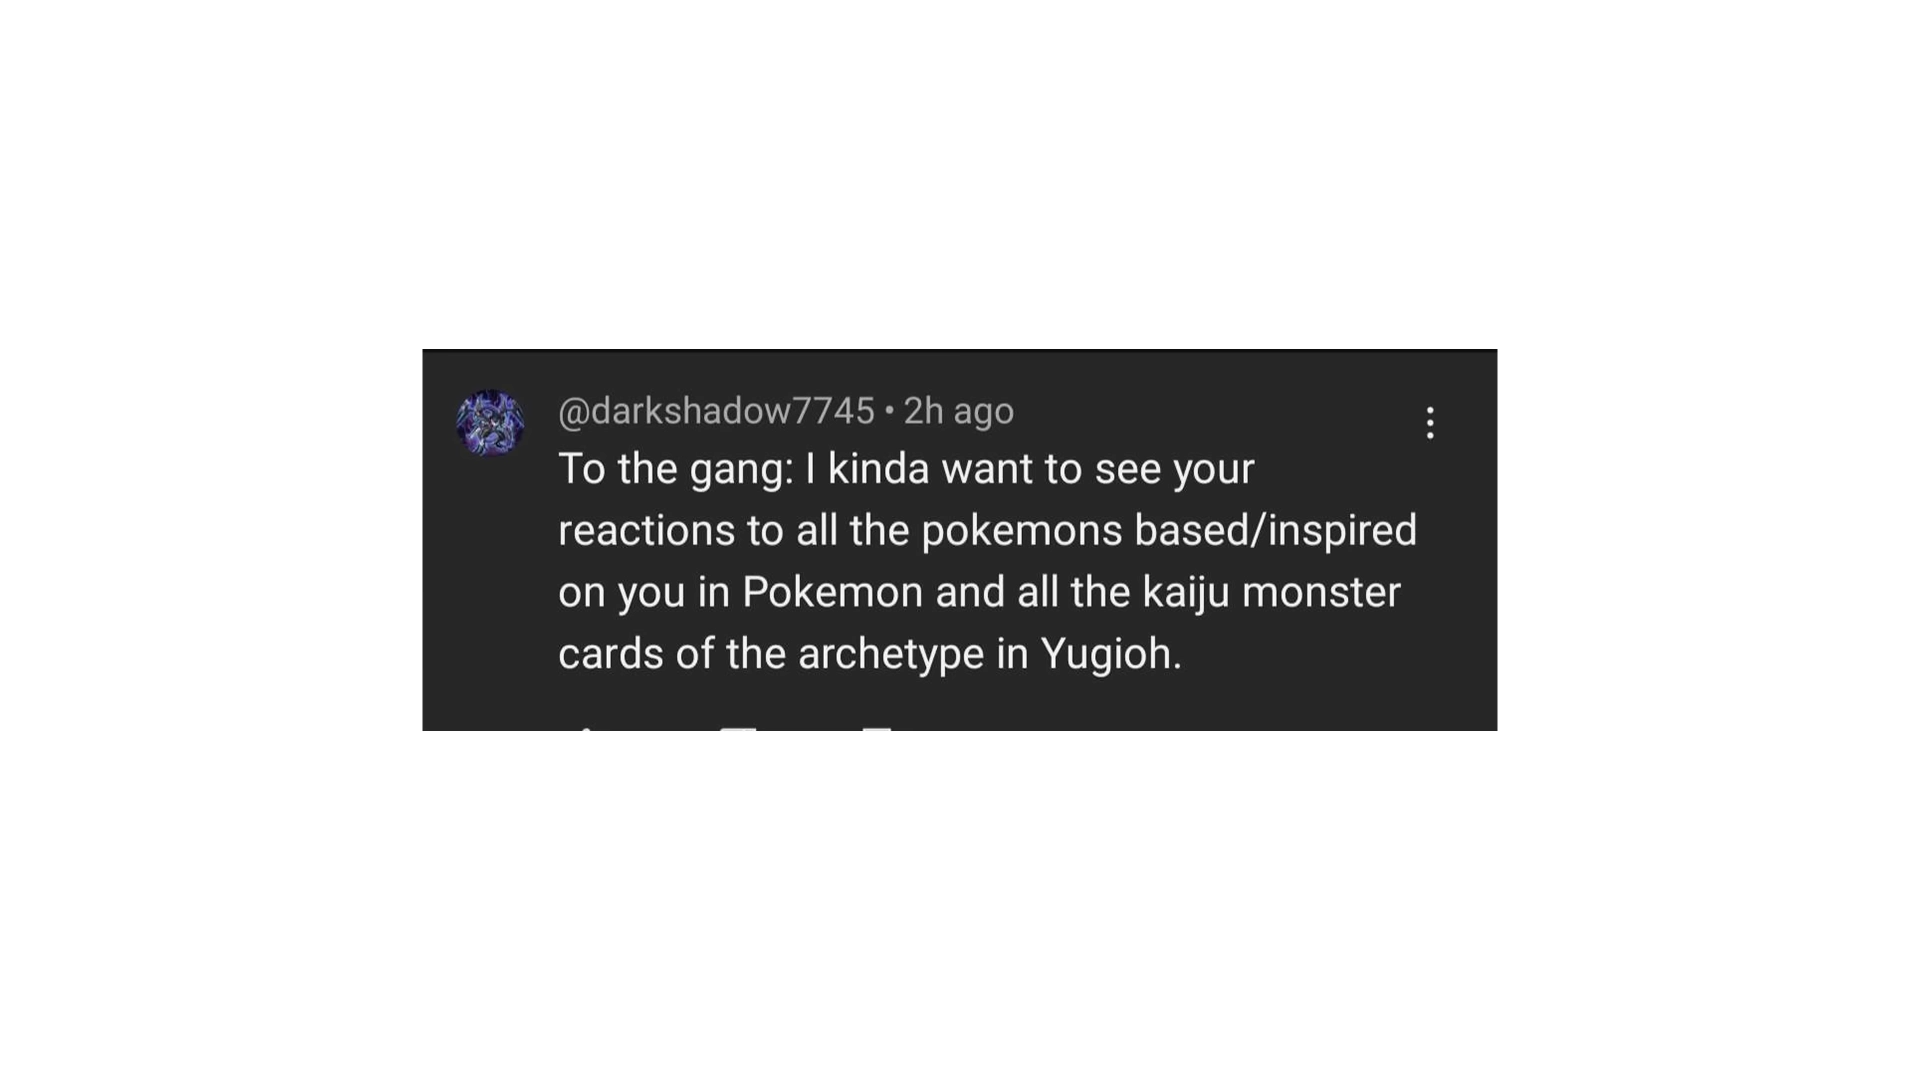 @darkshadow7745 • 2h ago
To the gang: I kinda want to see your
reactions to all the pokemons based/inspired
on you in Pokemon and all the kaiju monster
cards of the archetype in Yugioh.